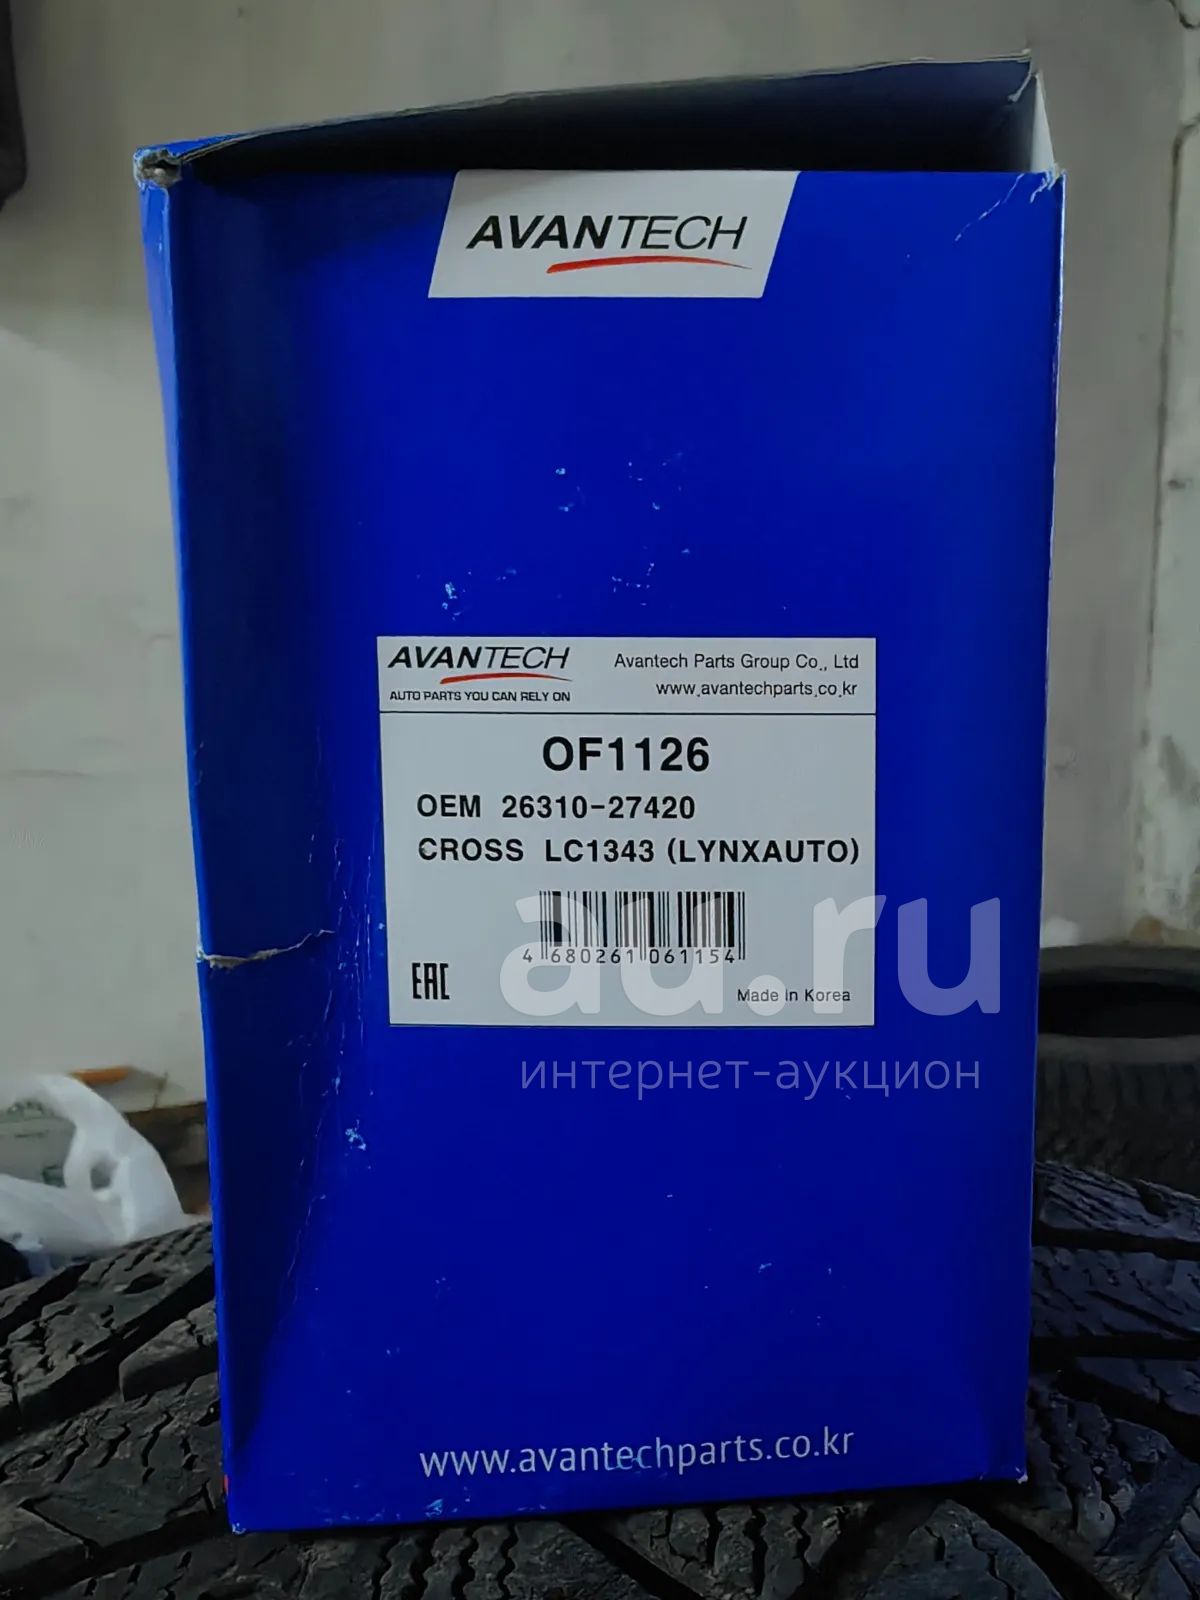 AVANTECH
AVANTECH
AUTO PARTS YOU CAN RELY ON
Avantech Parts Group Co., Ltd
www.avantechparts.co.kr
OF1126
OEM 26310-27420
CROSS LC1343 (LYNXAUTO)
4 680261 061154
EAC
Made in Korea
au.ru
интернет-аукцион
www.avantechparts.co.kr